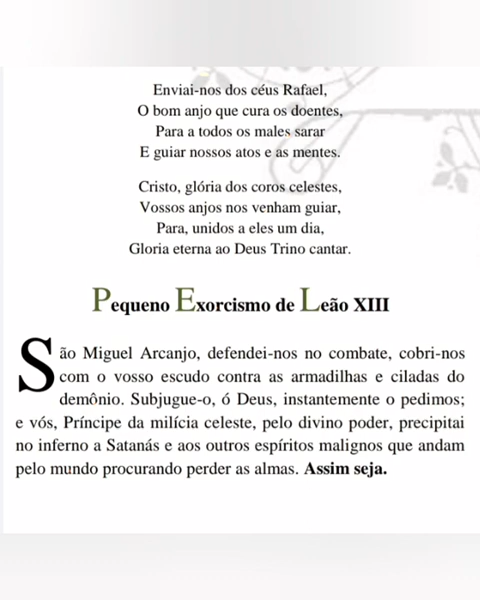 Enviai-nos dos céus Rafael,
O bom anjo que cura os doentes,
Para a todos os males sarar
E guiar nossos atos e as mentes.
Cristo, glória dos coros celestes,
Vossos anjos nos venham guiar,
Para, unidos a eles um dia,
Gloria eterna ao Deus Trino cantar.
Pequeno Exorcismo de Leão XIII
São Miguel Arcanjo, defendei-nos no combate, cobri-nos
com o vosso escudo contra as armadilhas e ciladas do
demônio. Subjugue-o, ó Deus, instantemente o pedimos;
e vós, Príncipe da milícia celeste, pelo divino poder, precipitai
no inferno a Satanás e aos outros espíritos malignos que andam
pelo mundo procurando perder as almas. Assim seja.